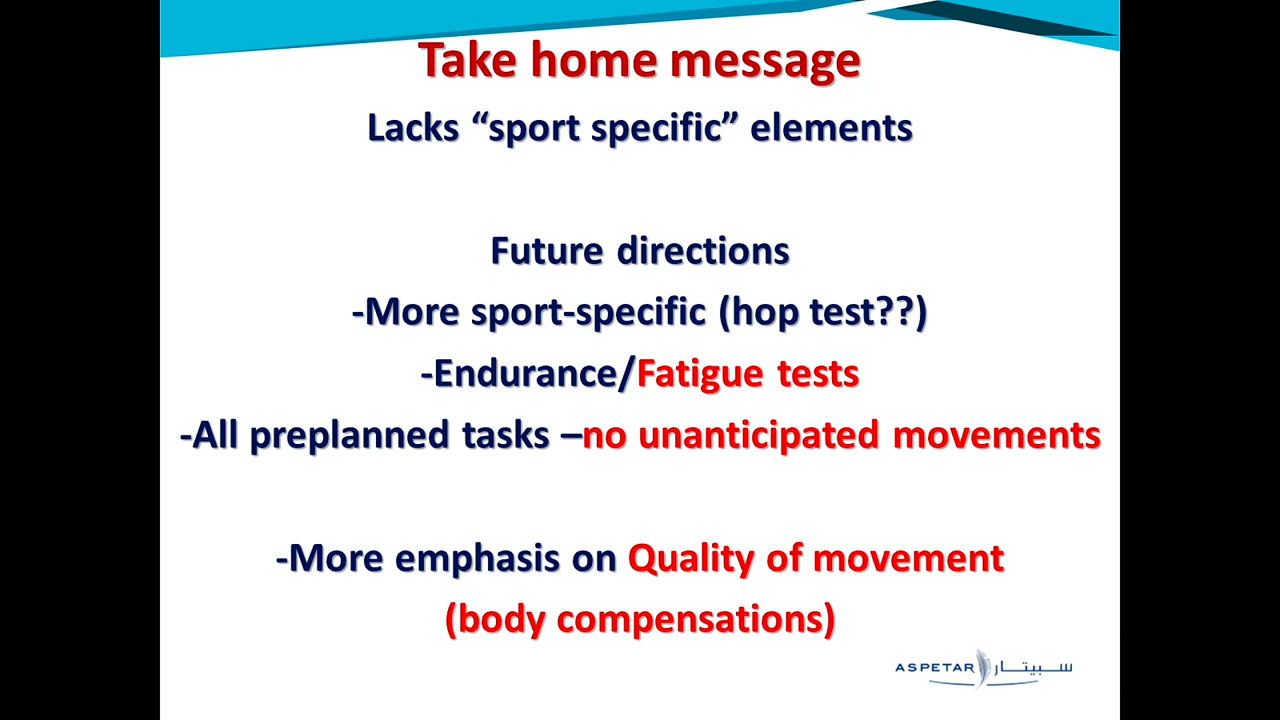 Take home message
Lacks “sport specific” elements
Future directions
-More sport-specific (hop test??)
-Endurance/Fatigue tests
-All preplanned tasks –no unanticipated movements
-More emphasis on Quality of movement
(body compensations)
ASPETAR سبيتار